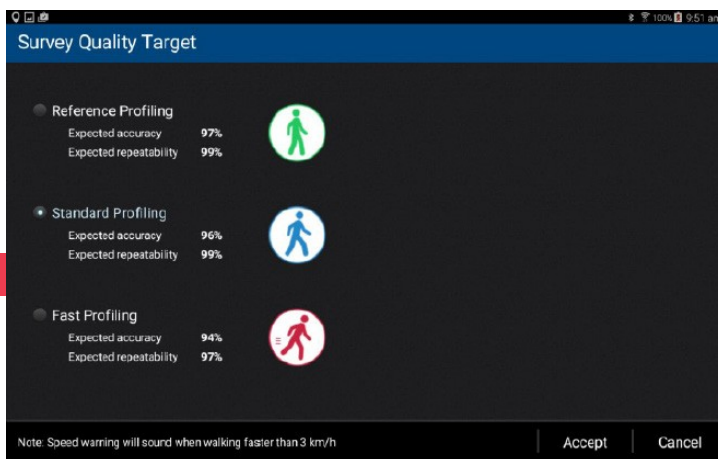 100% 9:51 am
Survey Quality Target
Reference Profiling
Expected accuracy 97%
Expected repeatability 99%
Standard Profiling
Expected accuracy 96%
Expected repeatability 99%
Fast Profiling
Expected accuracy 94%
Expected repeatability 97%
Note: Speed warning will sound when walking faster than 3 km/h
Accept
Cancel